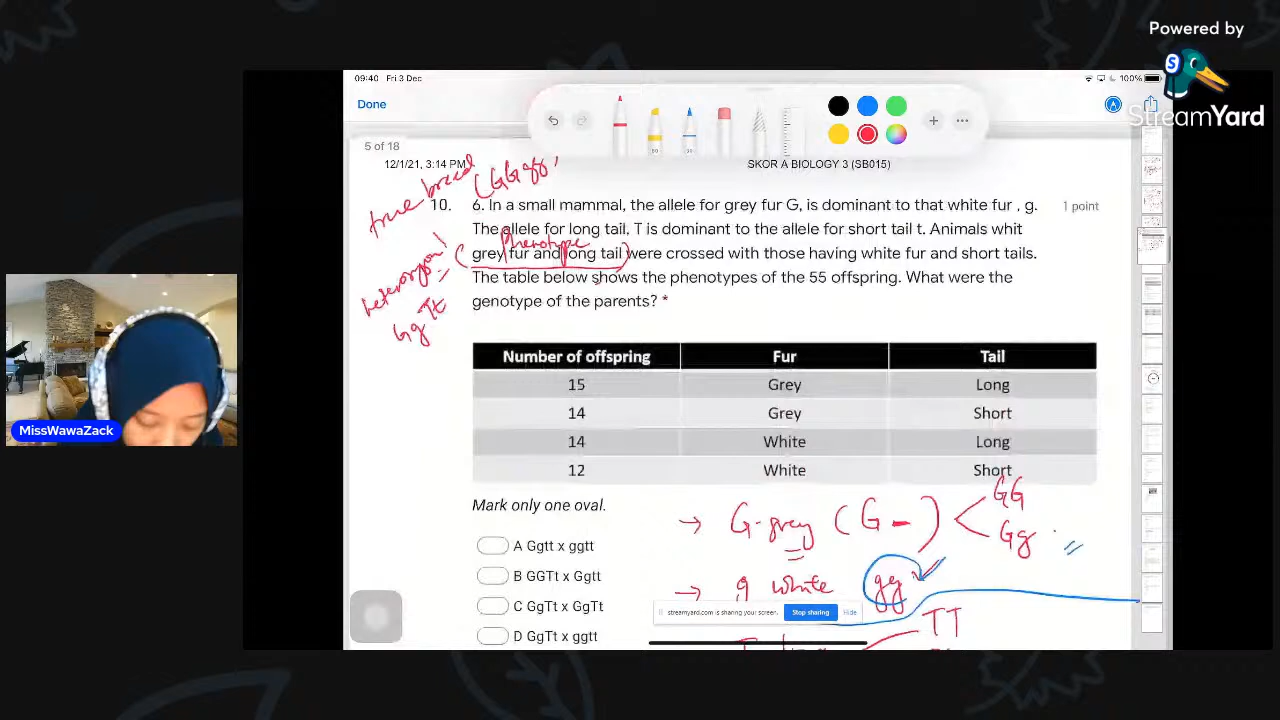 Powered by
StreamYard
09:40 Fri 3 Dec
100%
Done
5 of 18
12/1/21, 3:14 PM
SKOR A BIOLOGY 3 (SB015)
true breed
(GG
10. 6. In a small mammal, the allele for grey fur G, is dominant to that white fur , g. 1 point
The allele for long tail, T is dominant to the allele for short tail t. Animals whit
phenotype
grey fur and long tail were crossed with those having white fur and short tails.
The table below shows the phenotypes of the 55 offspring. What were the
genotype of the parents? *
Gg Tt
Number of offspring Fur Tail
15 Grey Long
14 Grey Short
14 White Long
12 White Short
Mark only one oval.
→ G-grey (G - ) < GG
Gg
A Ggtt x ggtt
B GGTt x Ggtt
→ g white gg
C GgTt x GgTt
D GgTt x ggtt
TT
streamyard.com is sharing your screen.
Stop sharing
Hide
MissWawaZack